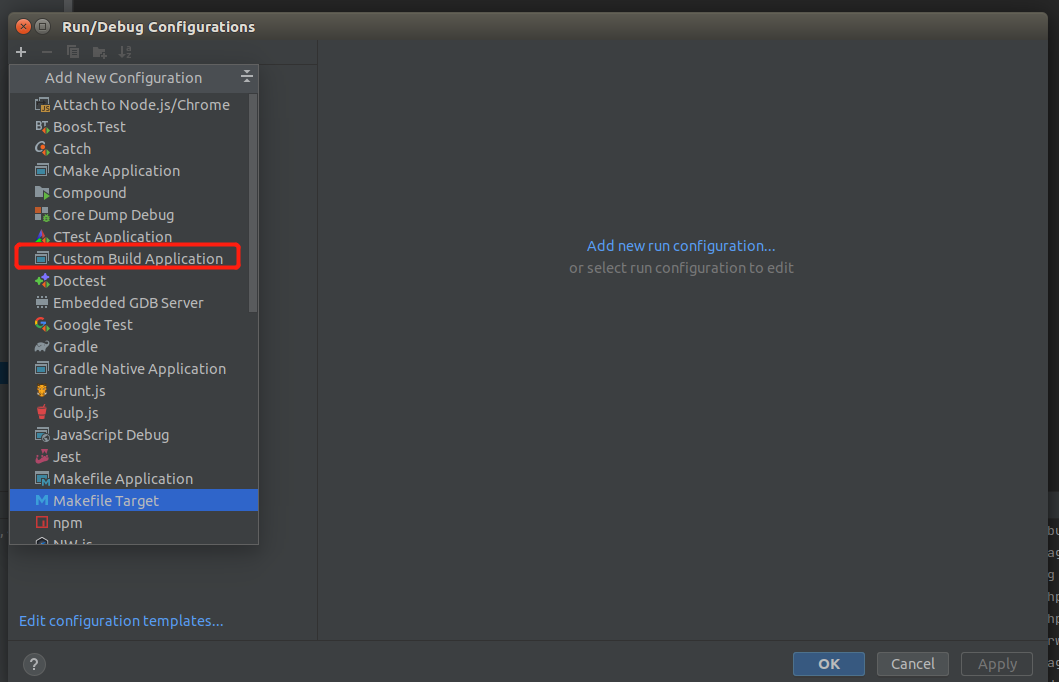 Run/Debug Configurations
Add New Configuration
Attach to Node.js/Chrome
Boost.Test
Catch
CMake Application
Compound
Core Dump Debug
CTest Application
Custom Build Application
Doctest
Embedded GDB Server
Google Test
Gradle
Gradle Native Application
Grunt.js
Gulp.js
JavaScript Debug
Jest
Makefile Application
Makefile Target
npm
NW.js
Add new run configuration...
or select run configuration to edit
Edit configuration templates...
?
OK
Cancel
Apply